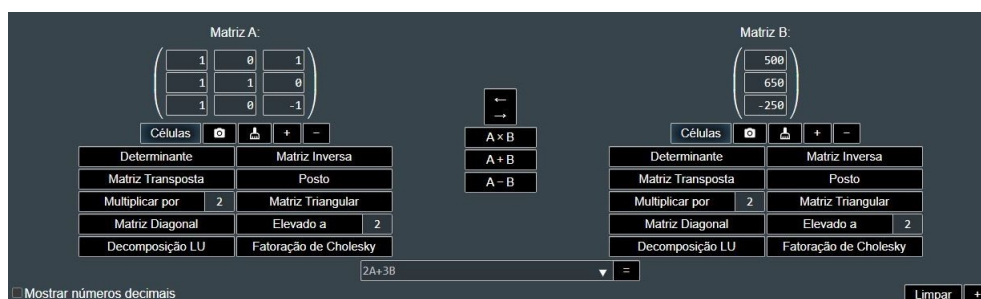 Matriz A: Matriz B:
1 0 1 500
1 1 0 650
1 0 -1 -250
← →
Células + − Células + −
A × B
Determinante Matriz Inversa A + B Determinante Matriz Inversa
Matriz Transposta Posto A − B Matriz Transposta Posto
Multiplicar por 2 Matriz Triangular Multiplicar por 2 Matriz Triangular
Matriz Diagonal Elevado a 2 Matriz Diagonal Elevado a 2
Decomposição LU Fatoração de Cholesky Decomposição LU Fatoração de Cholesky
2A+3B ▼ =
Mostrar números decimais Limpar +